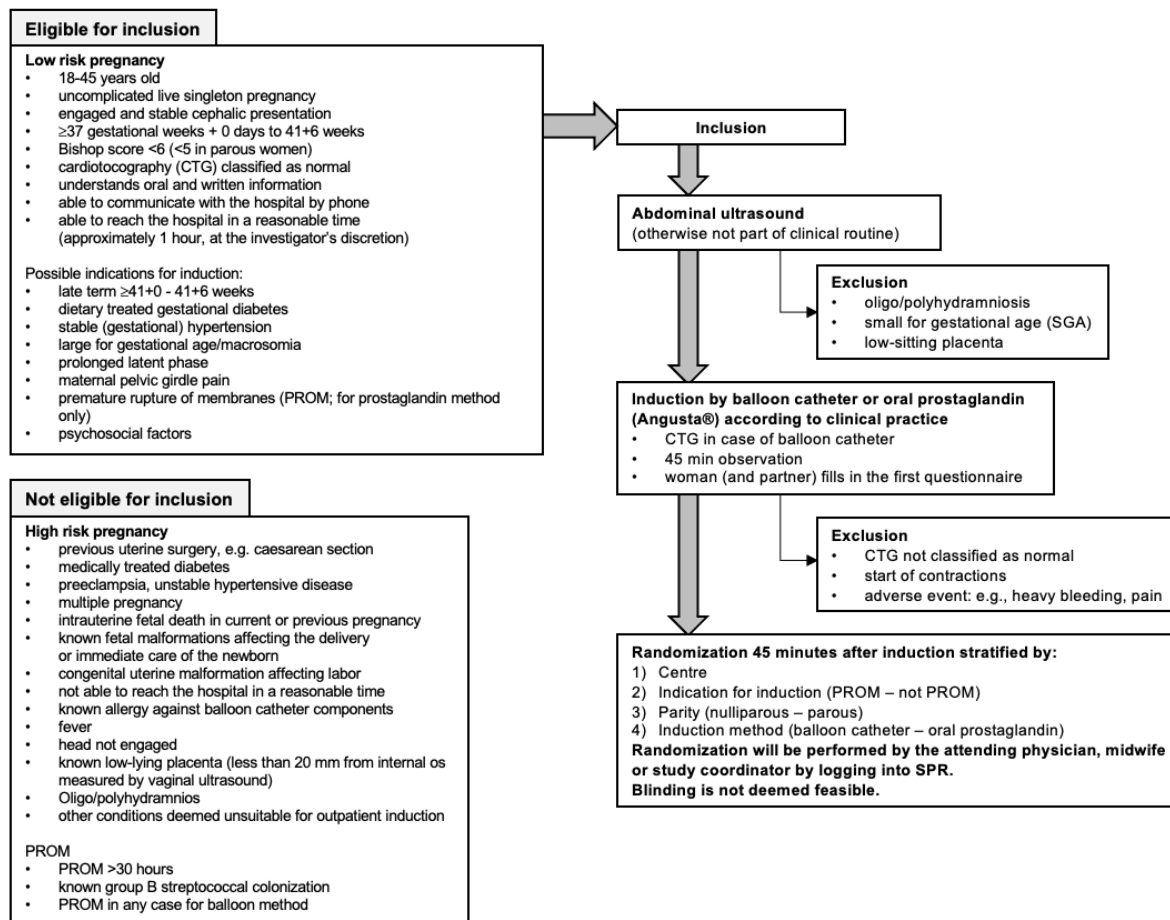 Eligible for inclusion
Low risk pregnancy
• 18-45 years old
• uncomplicated live singleton pregnancy
• engaged and stable cephalic presentation
• ≥37 gestational weeks + 0 days to 41+6 weeks
• Bishop score <6 (<5 in parous women)
• cardiotocography (CTG) classified as normal
• understands oral and written information
• able to communicate with the hospital by phone
• able to reach the hospital in a reasonable time
(approximately 1 hour, at the investigator's discretion)
Possible indications for induction:
• late term ≥41+0 - 41+6 weeks
• dietary treated gestational diabetes
• stable (gestational) hypertension
• large for gestational age/macrosomia
• prolonged latent phase
• maternal pelvic girdle pain
• premature rupture of membranes (PROM; for prostaglandin method
only)
• psychosocial factors
Not eligible for inclusion
High risk pregnancy
• previous uterine surgery, e.g. caesarean section
• medically treated diabetes
• preeclampsia, unstable hypertensive disease
• multiple pregnancy
• intrauterine fetal death in current or previous pregnancy
• known fetal malformations affecting the delivery
or immediate care of the newborn
• congenital uterine malformation affecting labor
• not able to reach the hospital in a reasonable time
• known allergy against balloon catheter components
• fever
• head not engaged
• known low-lying placenta (less than 20 mm from internal os
measured by vaginal ultrasound)
• Oligo/polyhydramnios
• other conditions deemed unsuitable for outpatient induction
PROM
• PROM >30 hours
• known group B streptococcal colonization
• PROM in any case for balloon method
Inclusion
Abdominal ultrasound
(otherwise not part of clinical routine)
Exclusion
• oligo/polyhydramniosis
• small for gestational age (SGA)
• low-sitting placenta
Induction by balloon catheter or oral prostaglandin
(Angusta®) according to clinical practice
• CTG in case of balloon catheter
• 45 min observation
• woman (and partner) fills in the first questionnaire
Exclusion
• CTG not classified as normal
• start of contractions
• adverse event: e.g., heavy bleeding, pain
Randomization 45 minutes after induction stratified by:
1) Centre
2) Indication for induction (PROM – not PROM)
3) Parity (nulliparous – parous)
4) Induction method (balloon catheter – oral prostaglandin)
Randomization will be performed by the attending physician, midwife
or study coordinator by logging into SPR.
Blinding is not deemed feasible.